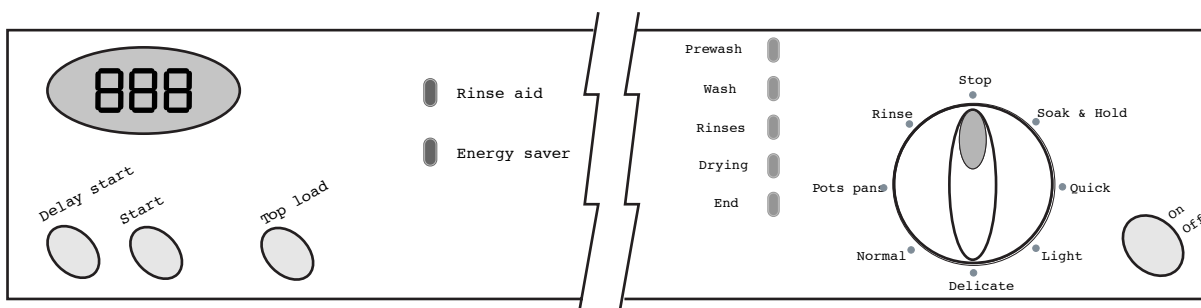 888
Rinse aid
Energy saver
Delay start
Start
Top load
Prewash
Wash
Rinses
Drying
End
Stop
Soak & Hold
Quick
Light
Delicate
Normal
Pots pans
Rinse
On
Off